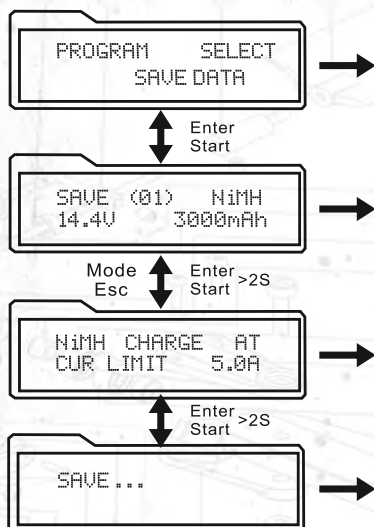 PROGRAM SELECT
SAVE DATA
Enter
Start
SAVE (01) NiMH
14.4V 3000mAh
Mode
Esc
Enter
Start >2S
NiMH CHARGE AT
CUR LIMIT 5.0A
Enter
Start >2S
SAVE...